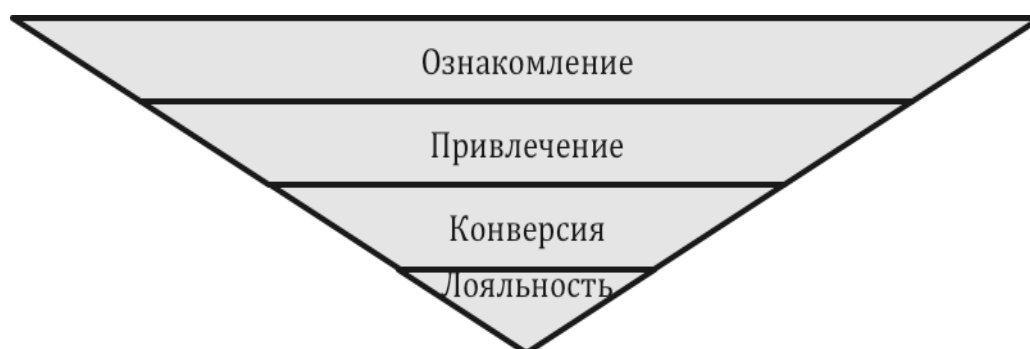 Ознакомление
Привлечение
Конверсия
Лояльность